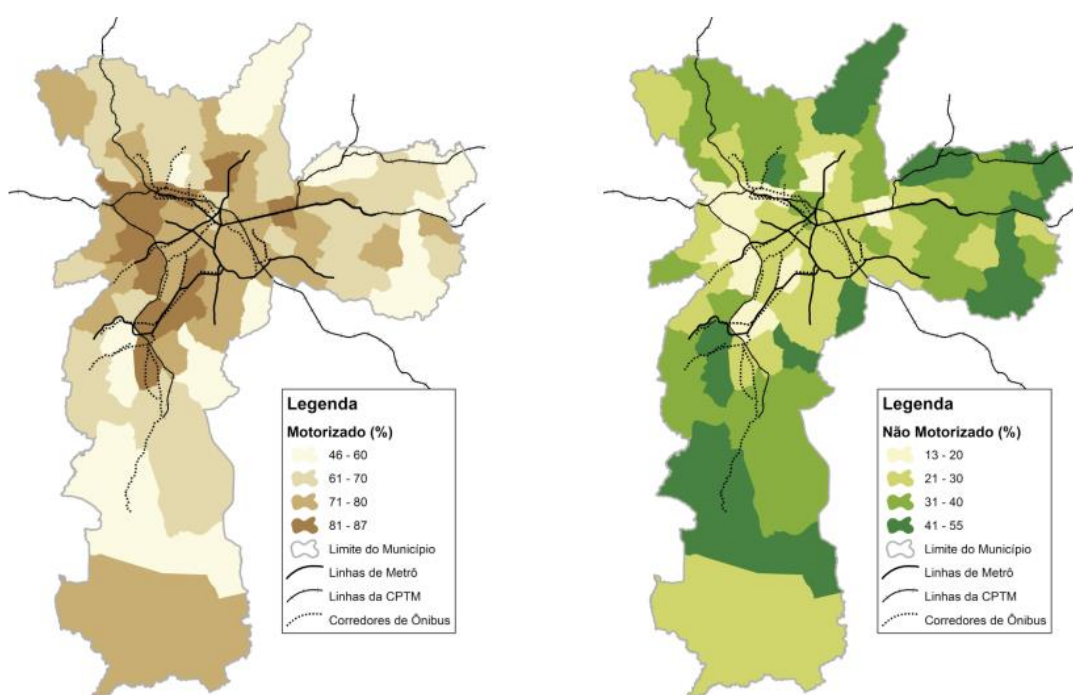 Legenda
Motorizado (%)
46 - 60
61 - 70
71 - 80
81 - 87
Limite do Município
Linhas de Metrô
Linhas da CPTM
Corredores de Ônibus
Legenda
Não Motorizado (%)
13 - 20
21 - 30
31 - 40
41 - 55
Limite do Município
Linhas de Metrô
Linhas da CPTM
Corredores de Ônibus